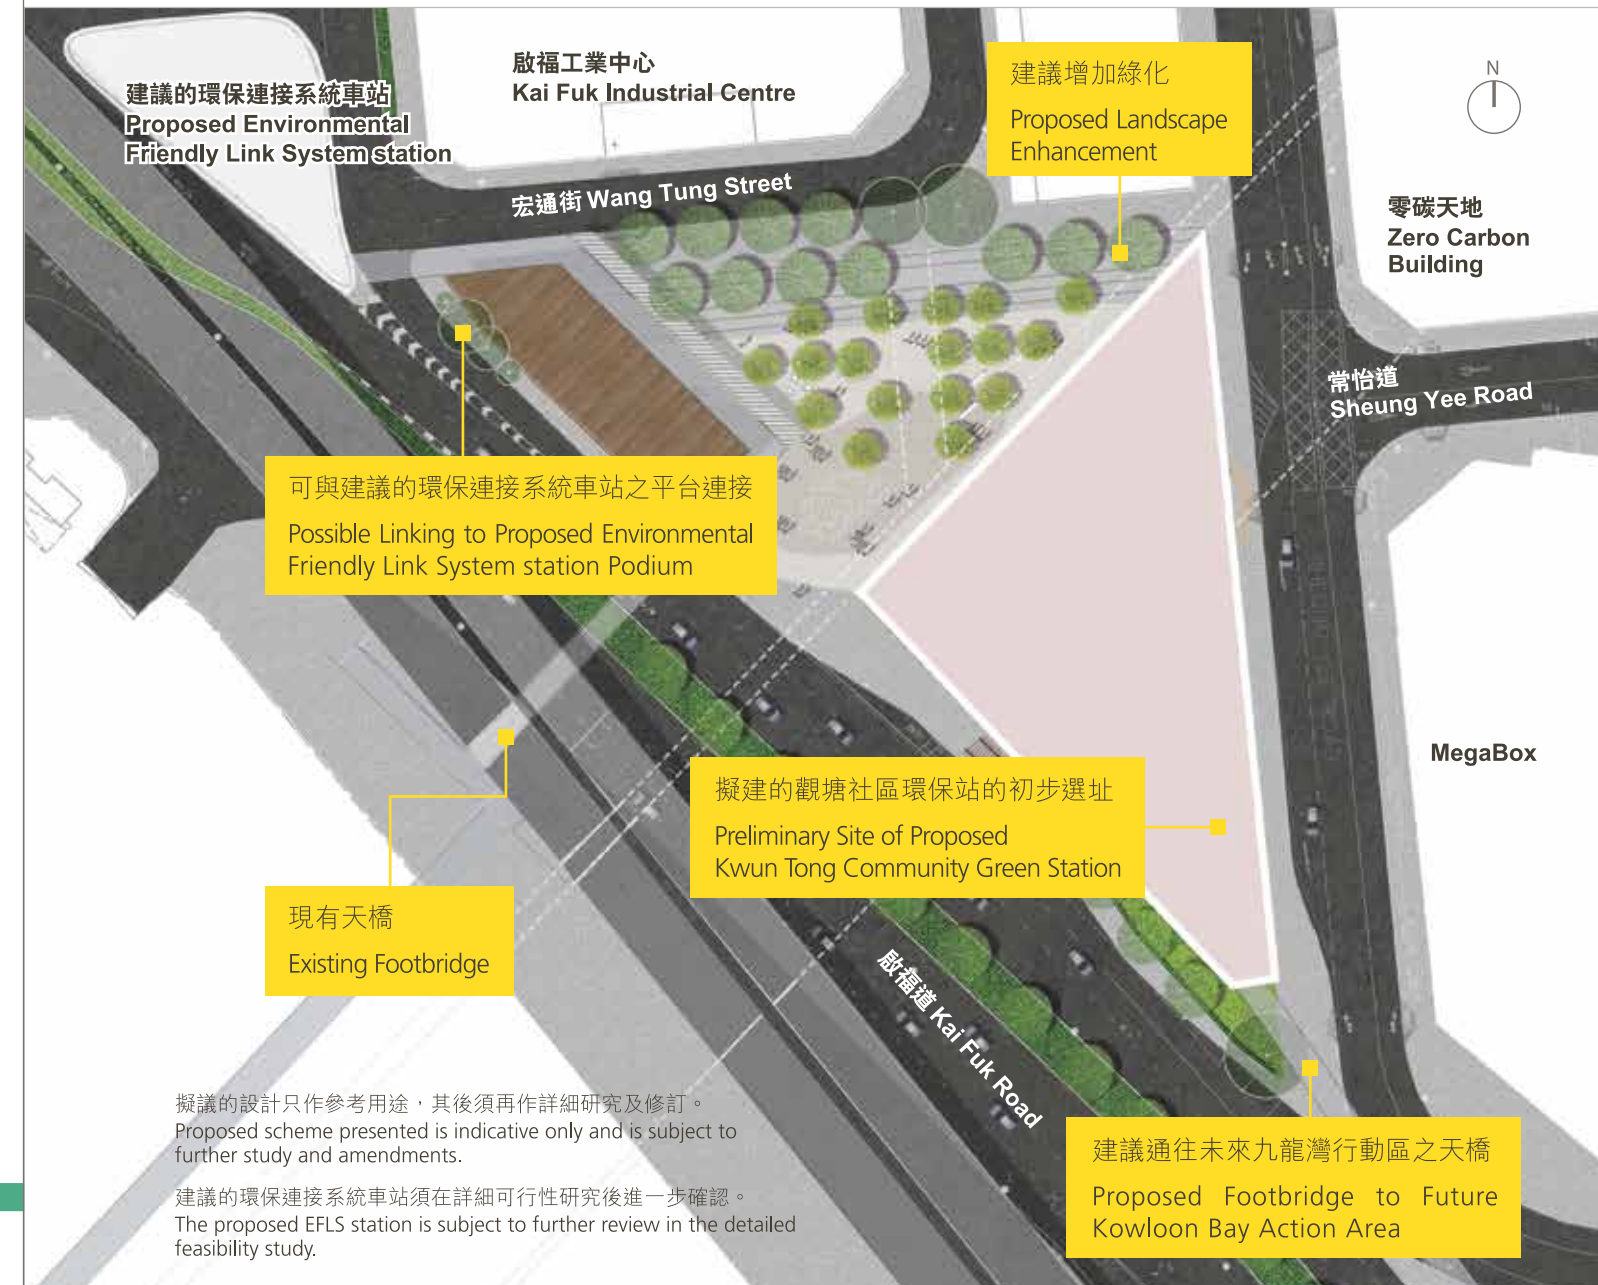 建議的環保連接系統車站
Proposed Environmental
Friendly Link System station
啟福工業中心
Kai Fuk Industrial Centre
建議增加綠化
Proposed Landscape
Enhancement
N
宏通街 Wang Tung Street
零碳天地
Zero Carbon
Building
常怡道
Sheung Yee Road
可與建議的環保連接系統車站之平台連接
Possible Linking to Proposed Environmental
Friendly Link System station Podium
MegaBox
擬建的觀塘社區環保站的初步選址
Preliminary Site of Proposed
Kwun Tong Community Green Station
現有天橋
Existing Footbridge
啟福道 Kai Fuk Road
擬議的設計只作參考用途，其後須再作詳細研究及修訂。
Proposed scheme presented is indicative only and is subject to
further study and amendments.
建議的環保連接系統車站須在詳細可行性研究後進一步確認。
The proposed EFLS station is subject to further review in the detailed
feasibility study.
建議通往未來九龍灣行動區之天橋
Proposed Footbridge to Future
Kowloon Bay Action Area